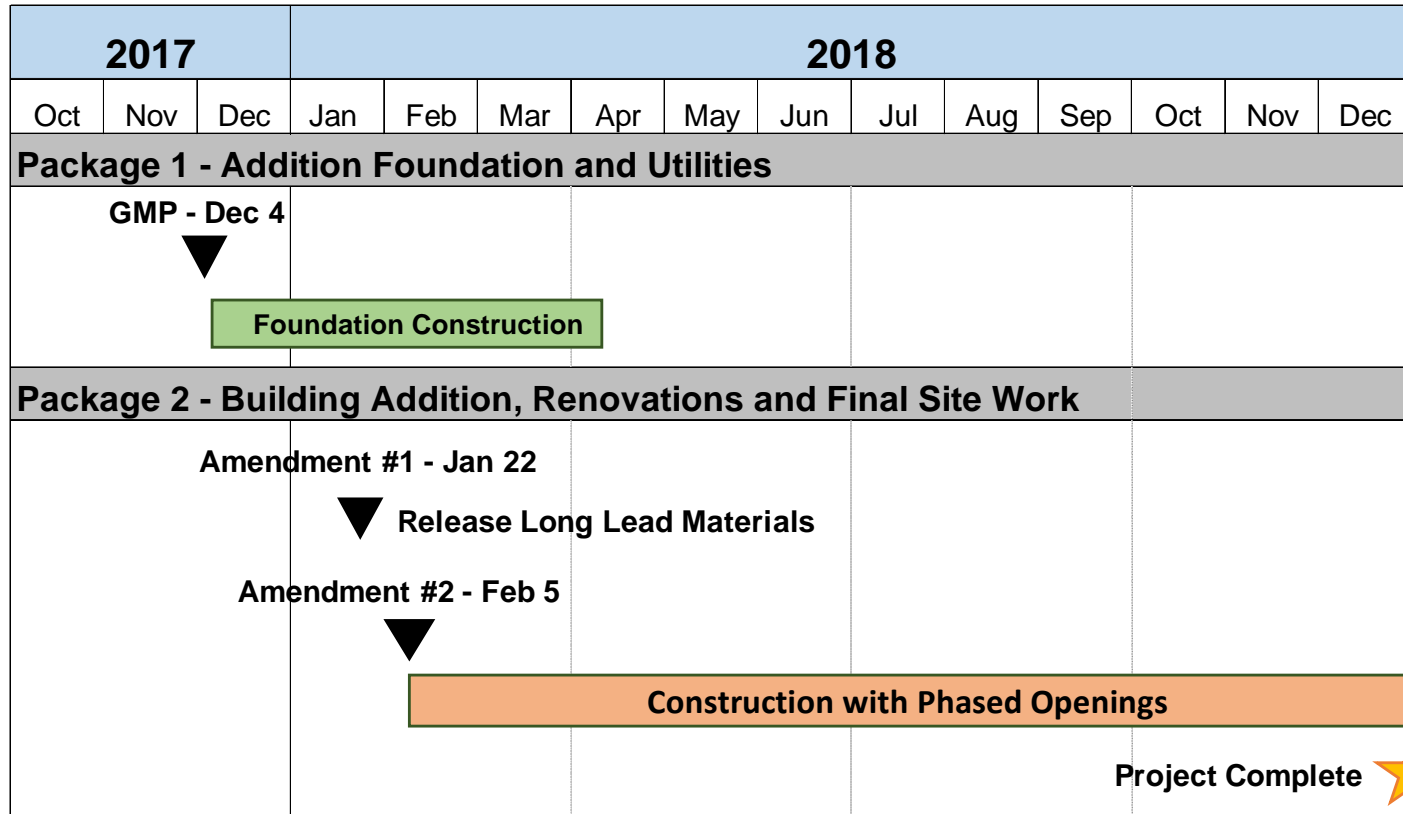 2017 2018
Oct Nov Dec Jan Feb Mar Apr May Jun Jul Aug Sep Oct Nov Dec
Package 1 - Addition Foundation and Utilities
GMP - Dec 4
Foundation Construction
Package 2 - Building Addition, Renovations and Final Site Work
Amendment #1 - Jan 22
Release Long Lead Materials
Amendment #2 - Feb 5
Construction with Phased Openings
Project Complete